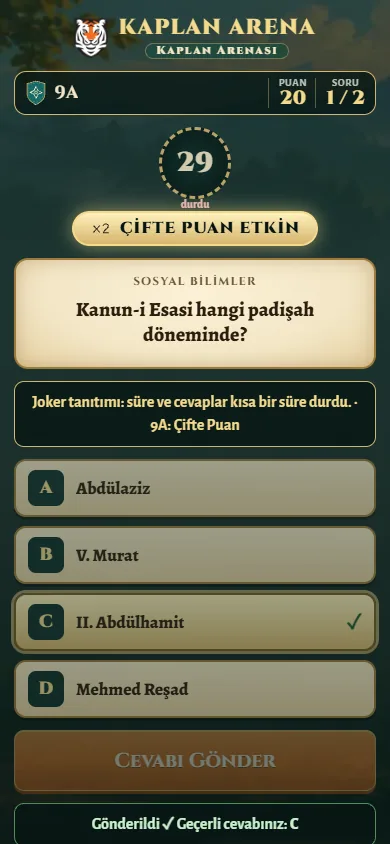 KAPLAN ARENA
KAPLAN ARENASI
9A
PUAN
20
SORU
1 / 2
29
durdu
×2 ÇİFTE PUAN ETKİN
SOSYAL BİLİMLER
Kanun-i Esasi hangi padişah
döneminde?
Joker tanıtımı: süre ve cevaplar kısa bir süre durdu. ·
9A: Çifte Puan
A Abdülaziz
B V. Murat
C II. Abdülhamit ✓
D Mehmed Reşad
CEVABI GÖNDER
Gönderildi ✓ Geçerli cevabınız: C